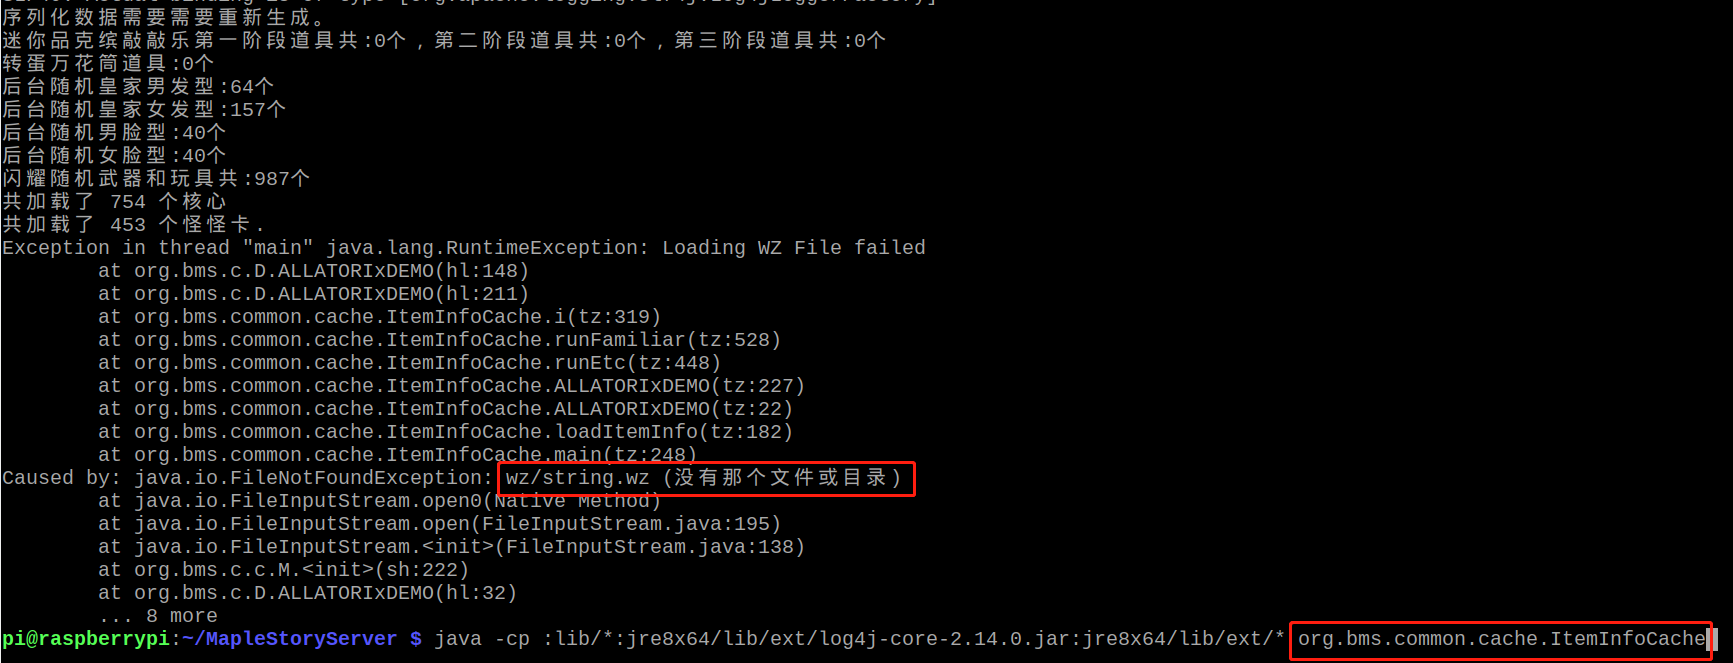 序列化数据需要需要重新生成。
迷你品克缤敲敲乐第一阶段道具共:0个，第二阶段道具共:0个，第三阶段道具共:0个
转蛋万花筒道具:0个
后台随机皇家男发型:64个
后台随机皇家女发型:157个
后台随机男脸型:40个
后台随机女脸型:40个
闪耀随机武器和玩具共:987个
共加载了 754 个核心
共加载了 453 个怪怪卡.
Exception in thread "main" java.lang.RuntimeException: Loading WZ File failed
at org.bms.c.D.ALLATORIxDEMO(hl:148)
at org.bms.c.D.ALLATORIxDEMO(hl:211)
at org.bms.common.cache.ItemInfoCache.i(tz:319)
at org.bms.common.cache.ItemInfoCache.runFamiliar(tz:528)
at org.bms.common.cache.ItemInfoCache.runEtc(tz:448)
at org.bms.common.cache.ItemInfoCache.ALLATORIxDEMO(tz:227)
at org.bms.common.cache.ItemInfoCache.ALLATORIxDEMO(tz:22)
at org.bms.common.cache.ItemInfoCache.loadItemInfo(tz:182)
at org.bms.common.cache.ItemInfoCache.main(tz:248)
Caused by: java.io.FileNotFoundException: wz/string.wz (没有那个文件或目录)
at java.io.FileInputStream.open0(Native Method)
at java.io.FileInputStream.open(FileInputStream.java:195)
at java.io.FileInputStream.<init>(FileInputStream.java:138)
at org.bms.c.c.M.<init>(sh:222)
at org.bms.c.D.ALLATORIxDEMO(hl:32)
... 8 more
pi@raspberrypi:~/MapleStoryServer $ java -cp :lib/*:jre8x64/lib/ext/log4j-core-2.14.0.jar:jre8x64/lib/ext/* org.bms.common.cache.ItemInfoCache